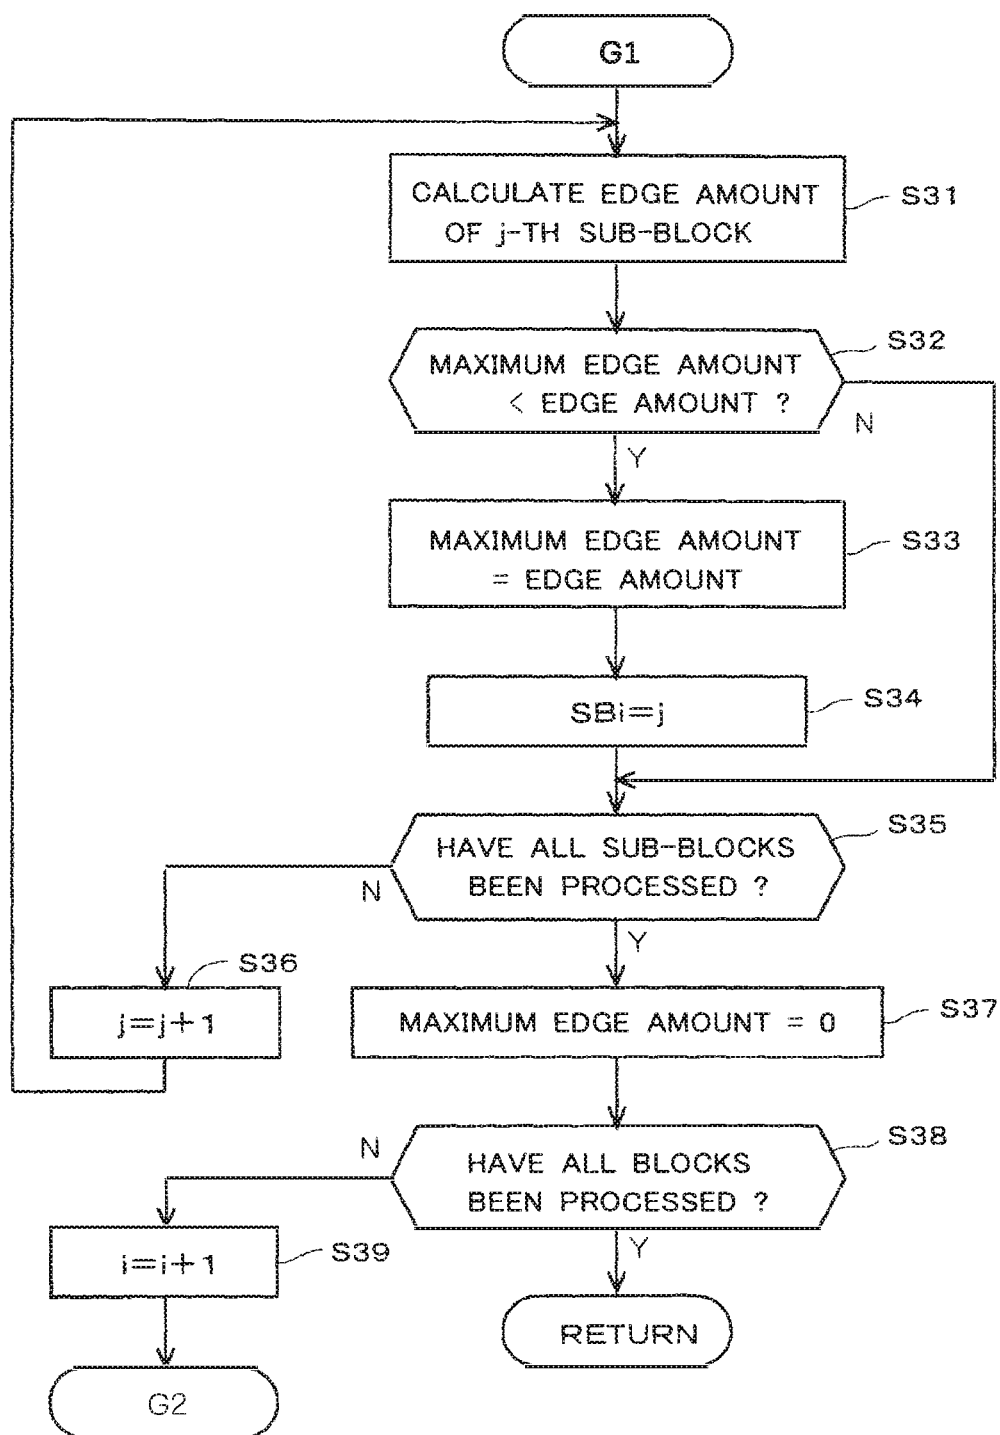 G1
CALCULATE EDGE AMOUNT
OF j-TH SUB-BLOCK
S31
MAXIMUM EDGE AMOUNT
< EDGE AMOUNT ?
S32
N
Y
MAXIMUM EDGE AMOUNT
= EDGE AMOUNT
S33
SBi=j
S34
HAVE ALL SUB-BLOCKS
BEEN PROCESSED ?
S35
N
Y
j=j+1
S36
MAXIMUM EDGE AMOUNT = 0
S37
HAVE ALL BLOCKS
BEEN PROCESSED ?
S38
N
Y
i=i+1
S39
RETURN
G2